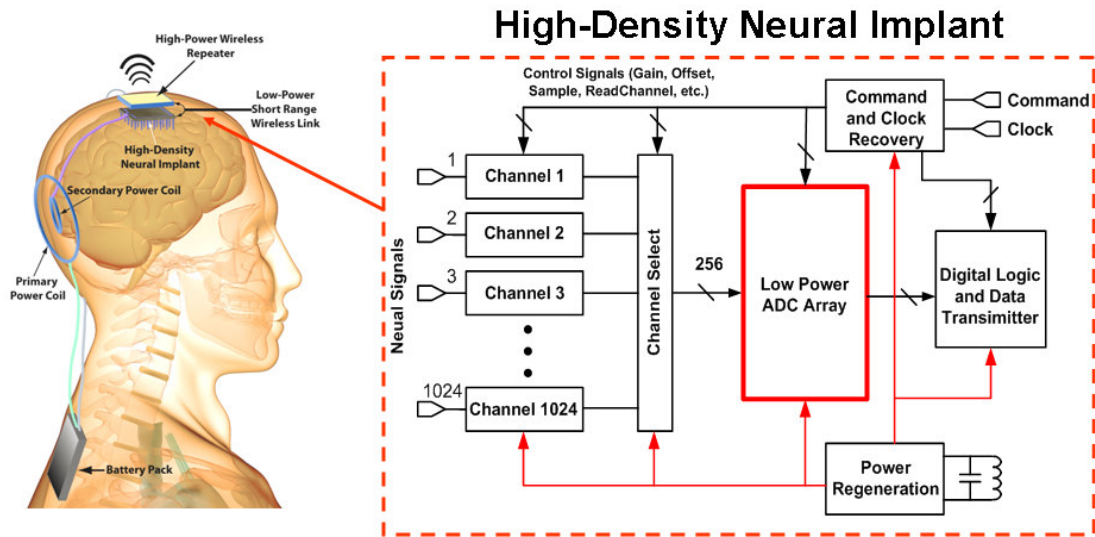 High-Density Neural Implant
High-Power Wireless
Repeater
Low-Power
Short Range
Wireless Link
High-Density
Neural Implant
Secondary Power Coil
Primary
Power Coil
Battery Pack
Control Signals (Gain, Offset,
Sample, ReadChannel, etc.)
Command
and Clock
Recovery
Command
Clock
Neual Signals
1
Channel 1
2
Channel 2
3
Channel 3
1024
Channel 1024
Channel Select
256
Low Power
ADC Array
Digital Logic
and Data
Transimitter
Power
Regeneration